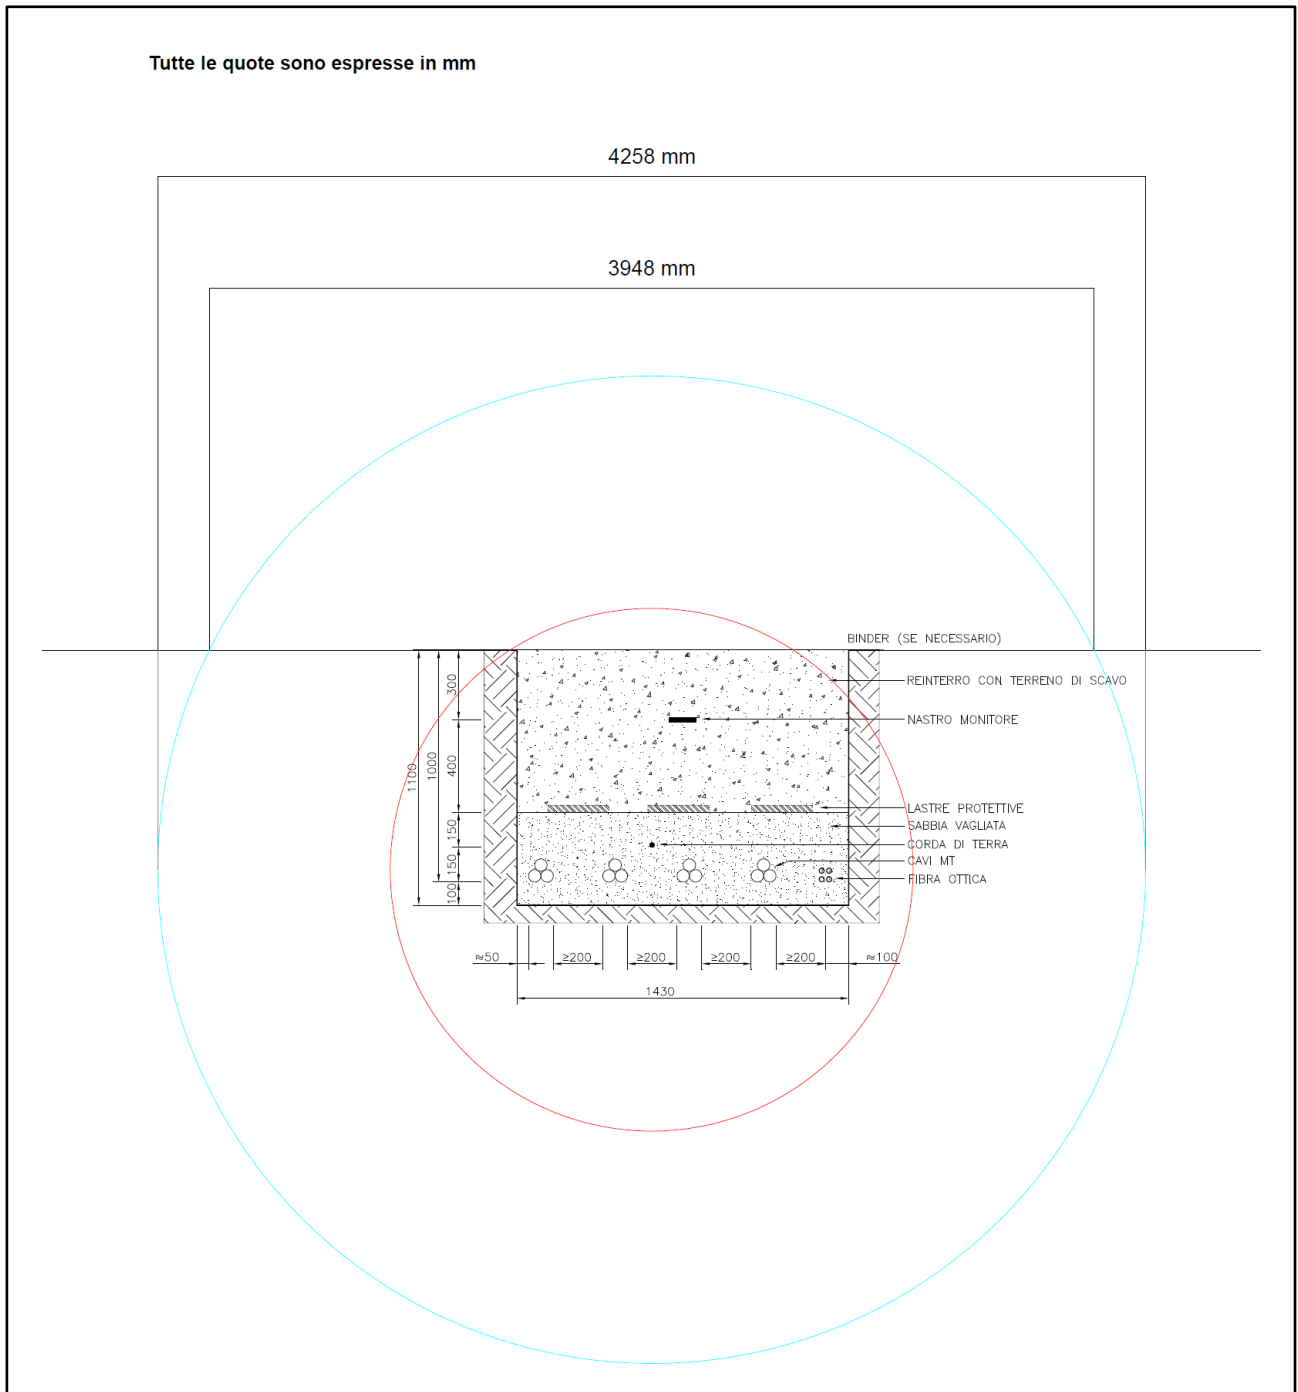 Tutte le quote sono espresse in mm
4258 mm
3948 mm
BINDER (SE NECESSARIO)
REINTERRO CON TERRENO DI SCAVO
NASTRO MONITORE
LASTRE PROTETTIVE
SABBIA VAGLIATA
CORDA DI TERRA
CAVI MT
FIBRA OTTICA
1100
1000
300
400
150
150
100
≈50
≥200
≥200
≥200
≥200
≈100
1430